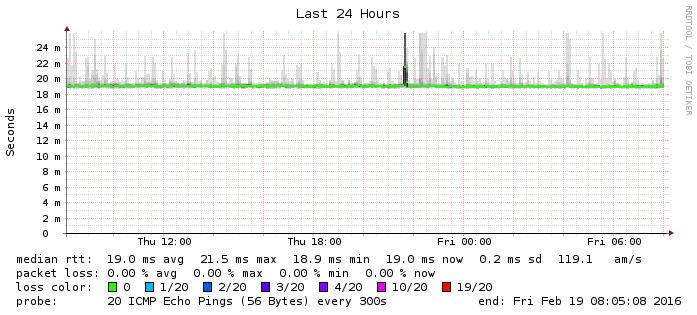 Last 24 Hours
RRDTOOL / TOBI OETIKER
Seconds
24 m
22 m
20 m
18 m
16 m
14 m
12 m
10 m
8 m
6 m
4 m
2 m
0
Thu 12:00 Thu 18:00 Fri 00:00 Fri 06:00
median rtt: 19.0 ms avg 21.5 ms max 18.9 ms min 19.0 ms now 0.2 ms sd 119.1 am/s
packet loss: 0.00 % avg 0.00 % max 0.00 % min 0.00 % now
loss color: 0 1/20 2/20 3/20 4/20 10/20 19/20
probe: 20 ICMP Echo Pings (56 Bytes) every 300s end: Fri Feb 19 08:05:08 2016